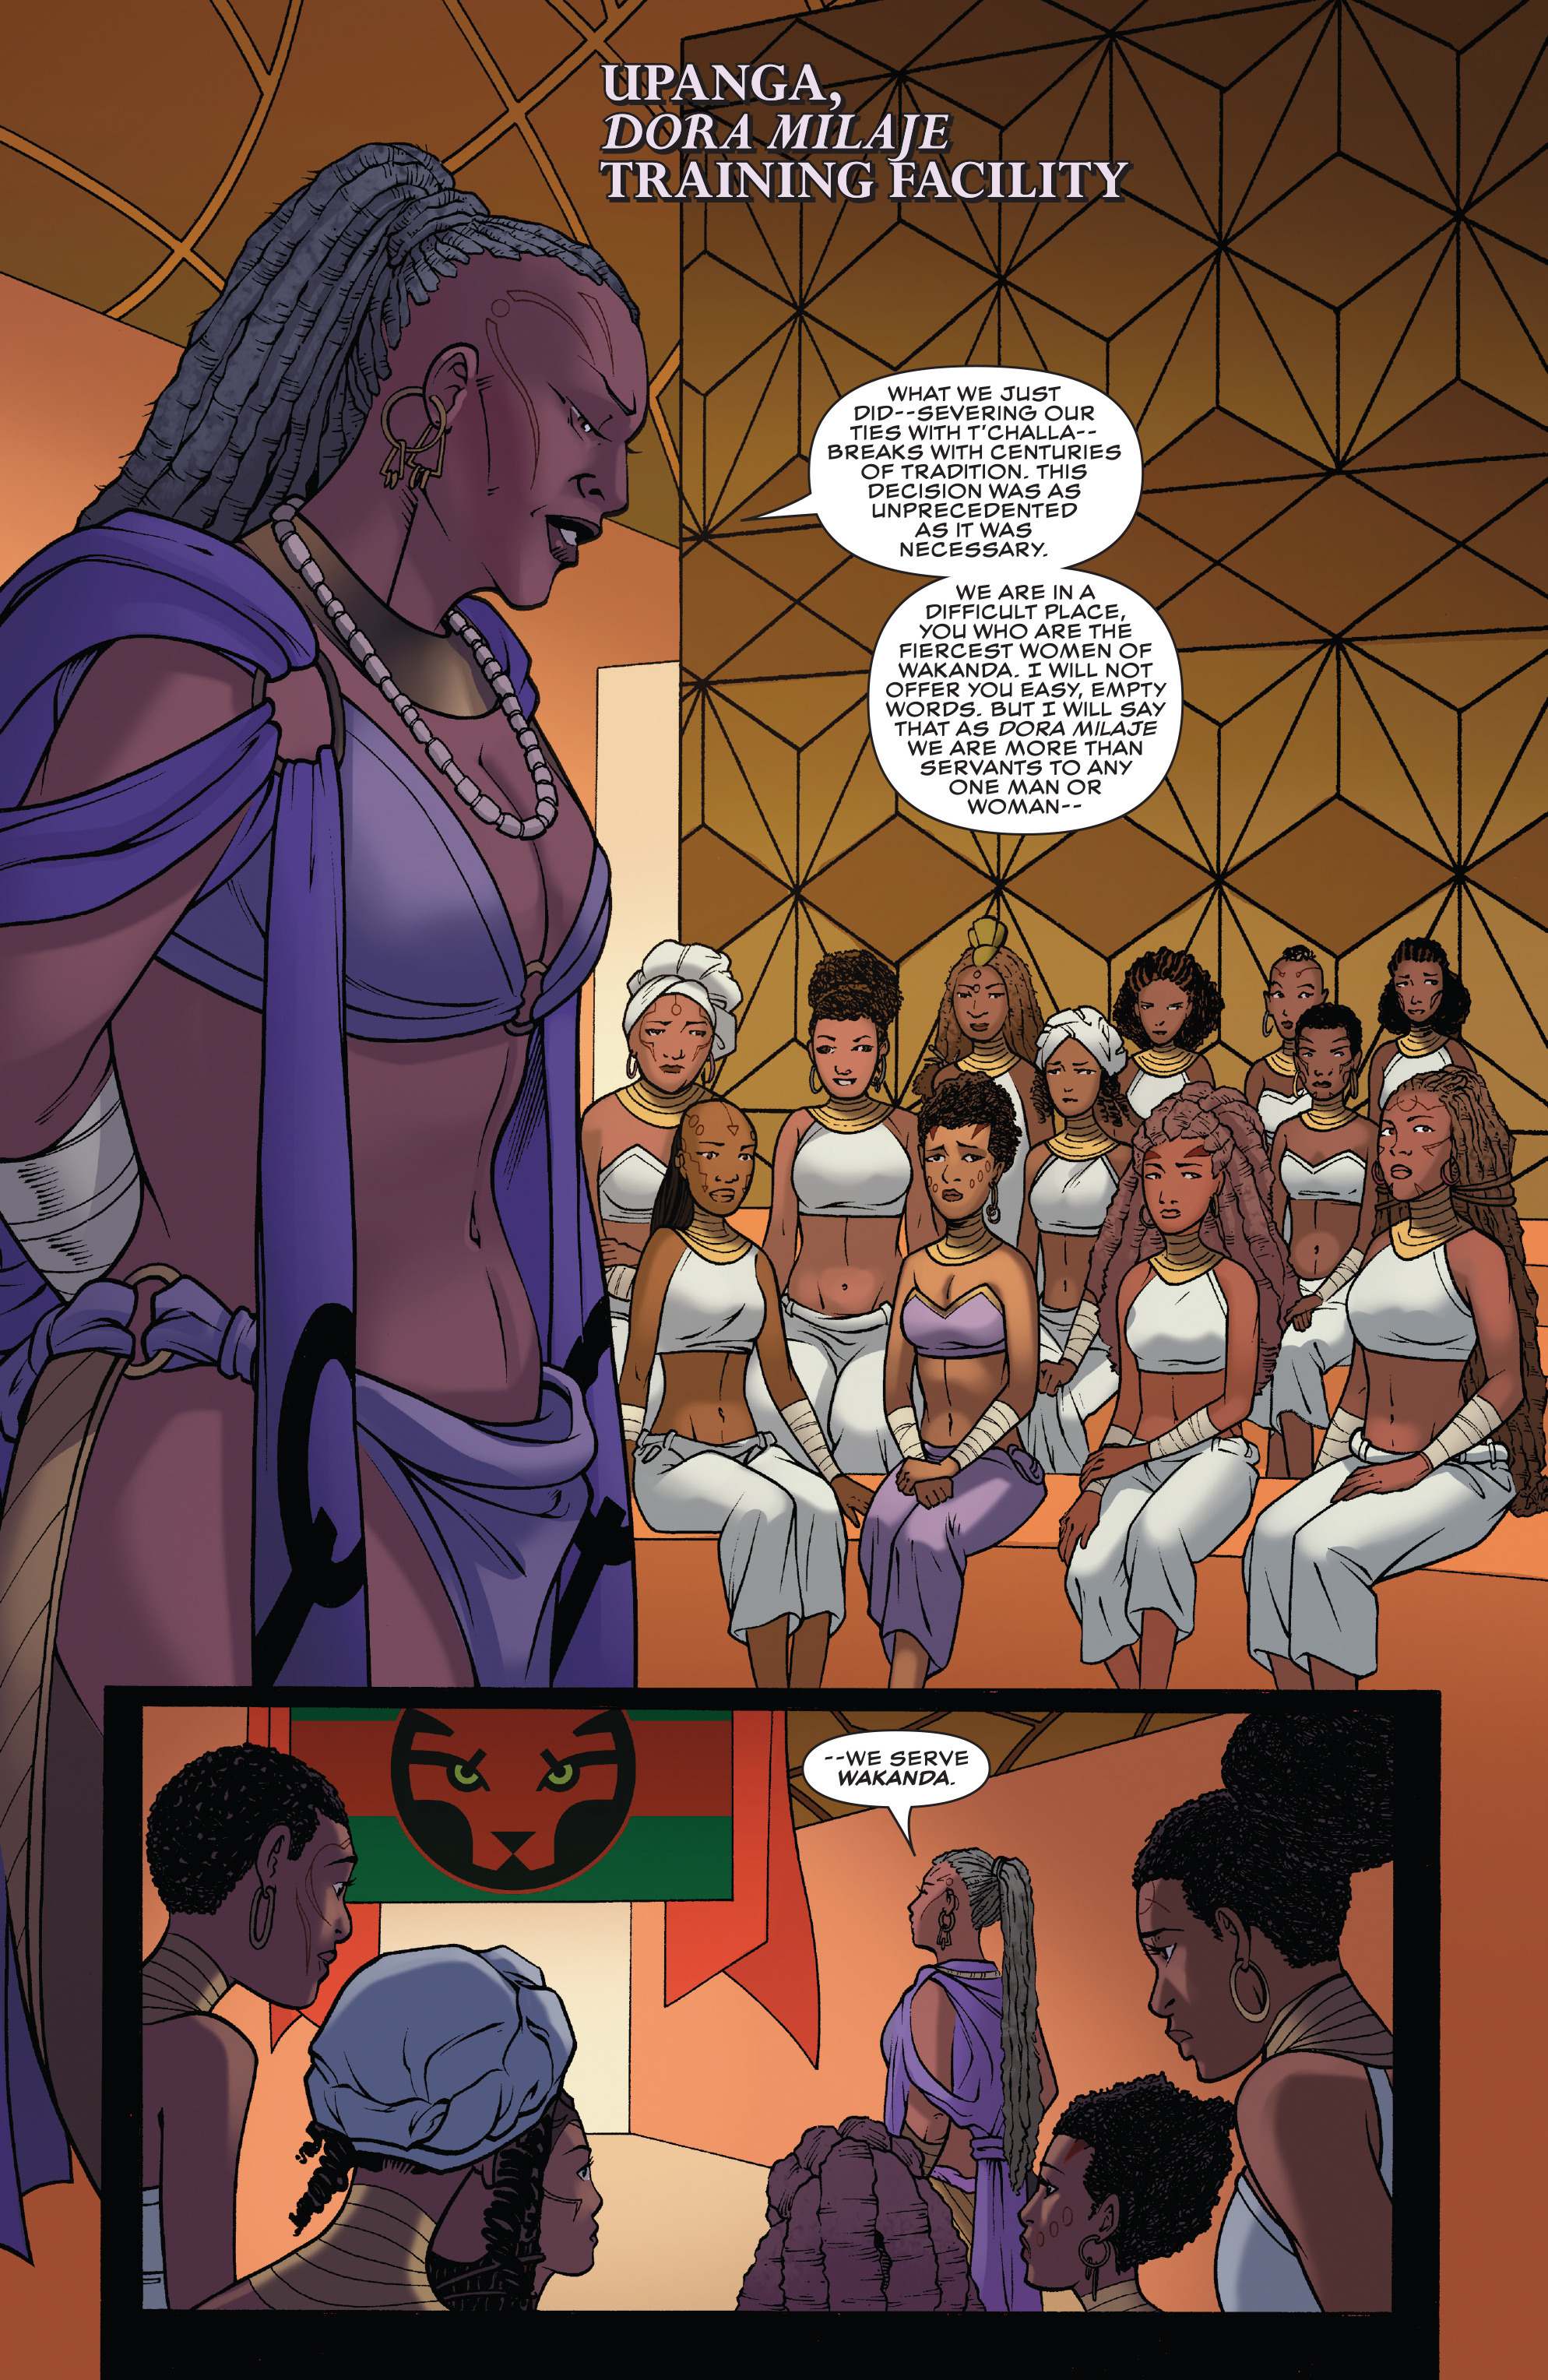 UPANGA,
DORA MILAJE
TRAINING FACILITY
WHAT WE JUST
DID--SEVERING OUR
TIES WITH T'CHALLA--
BREAKS WITH CENTURIES
OF TRADITION. THIS
DECISION WAS AS
UNPRECEDENTED
AS IT WAS
NECESSARY.
WE ARE IN A
DIFFICULT PLACE,
YOU WHO ARE THE
FIERCEST WOMEN OF
WAKANDA. I WILL NOT
OFFER YOU EASY, EMPTY
WORDS. BUT I WILL SAY
THAT AS DORA MILAJE
WE ARE MORE THAN
SERVANTS TO ANY
ONE MAN OR
WOMAN--
--WE SERVE
WAKANDA.